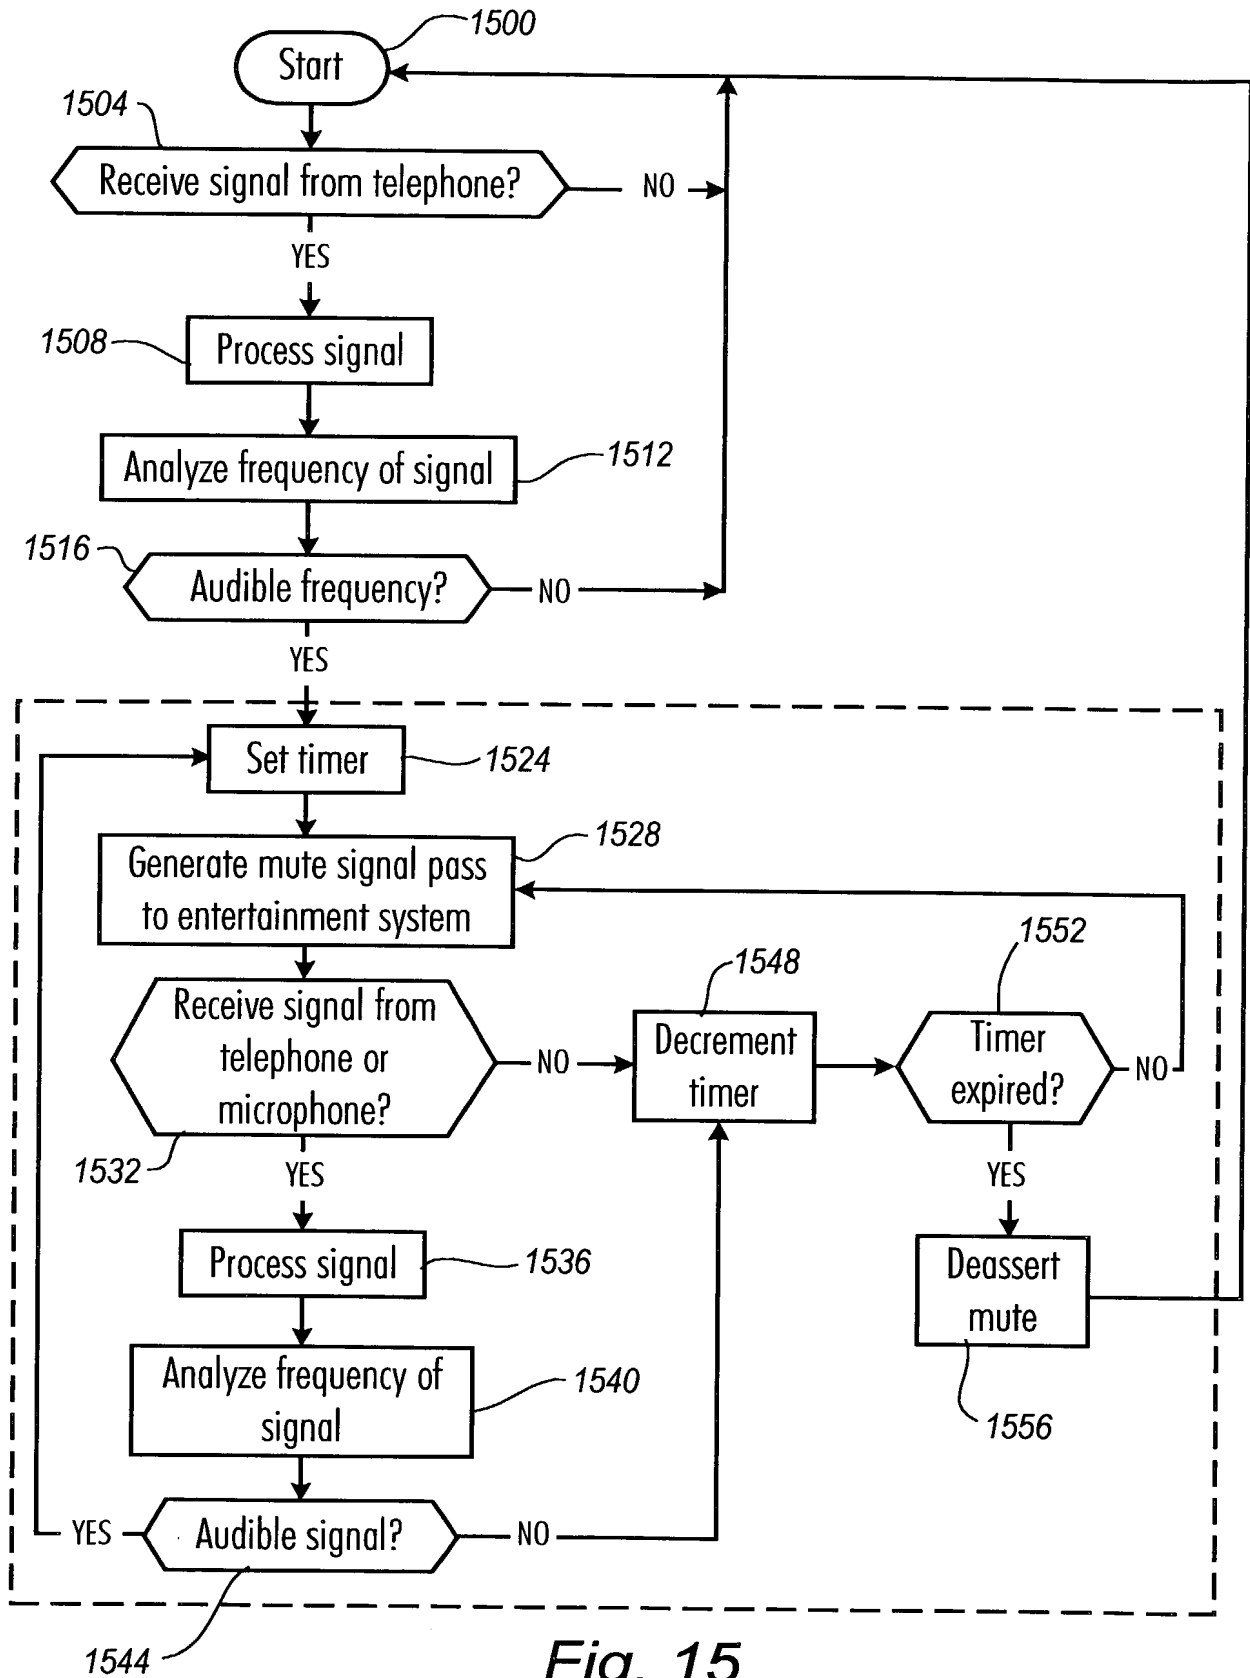 1500
Start
1504
Receive signal from telephone?
NO
YES
1508
Process signal
Analyze frequency of signal
1512
1516
Audible frequency?
NO
YES
Set timer
1524
Generate mute signal pass
to entertainment system
1528
Receive signal from
telephone or
microphone?
1532
NO
1548
Decrement
timer
1552
Timer
expired?
NO
YES
YES
Process signal
1536
Deassert
mute
1556
Analyze frequency of
signal
1540
YES
Audible signal?
NO
1544
Fig. 15